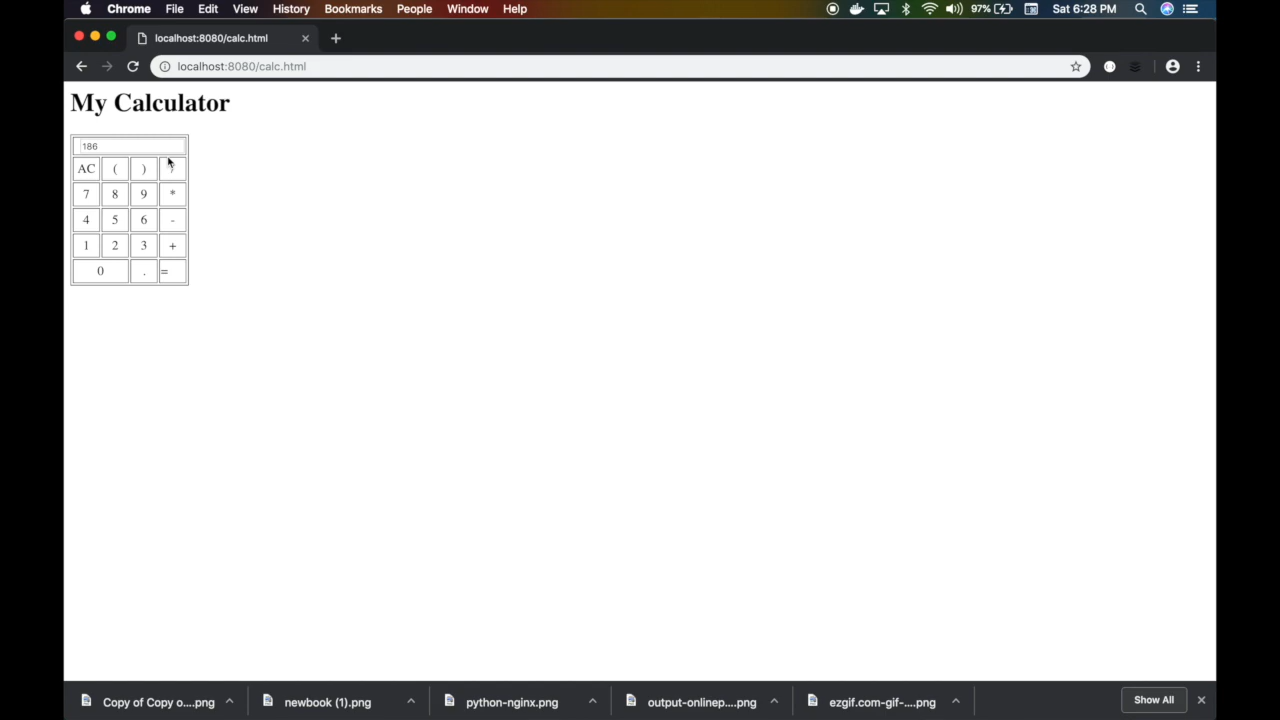 Chrome File Edit View History Bookmarks People Window Help 97% Sat 6:28 PM
localhost:8080/calc.html
localhost:8080/calc.html
My Calculator
186
AC ( ) /
7 8 9 *
4 5 6 -
1 2 3 +
0 . =
Copy of Copy o....png newbook (1).png python-nginx.png output-onlinep....png ezgif.com-gif-....png Show All